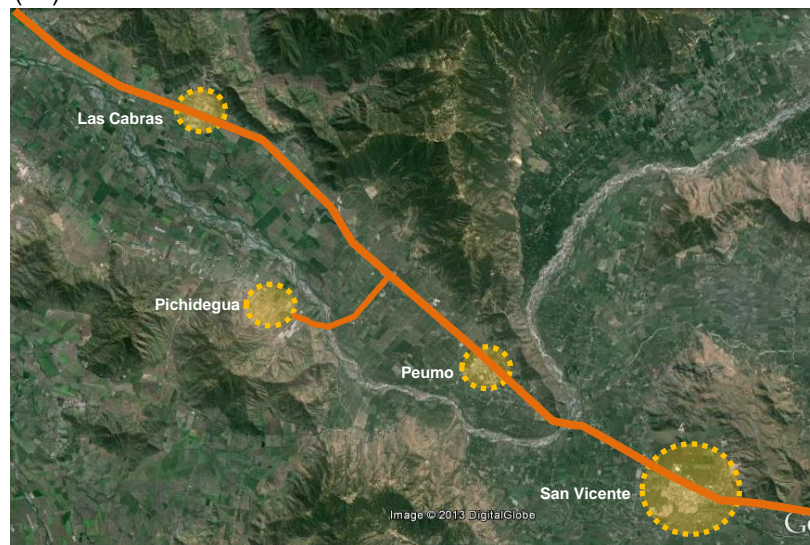 Las Cabras
Pichidegua
Peumo
San Vicente
Image © 2013 DigitalGlobe